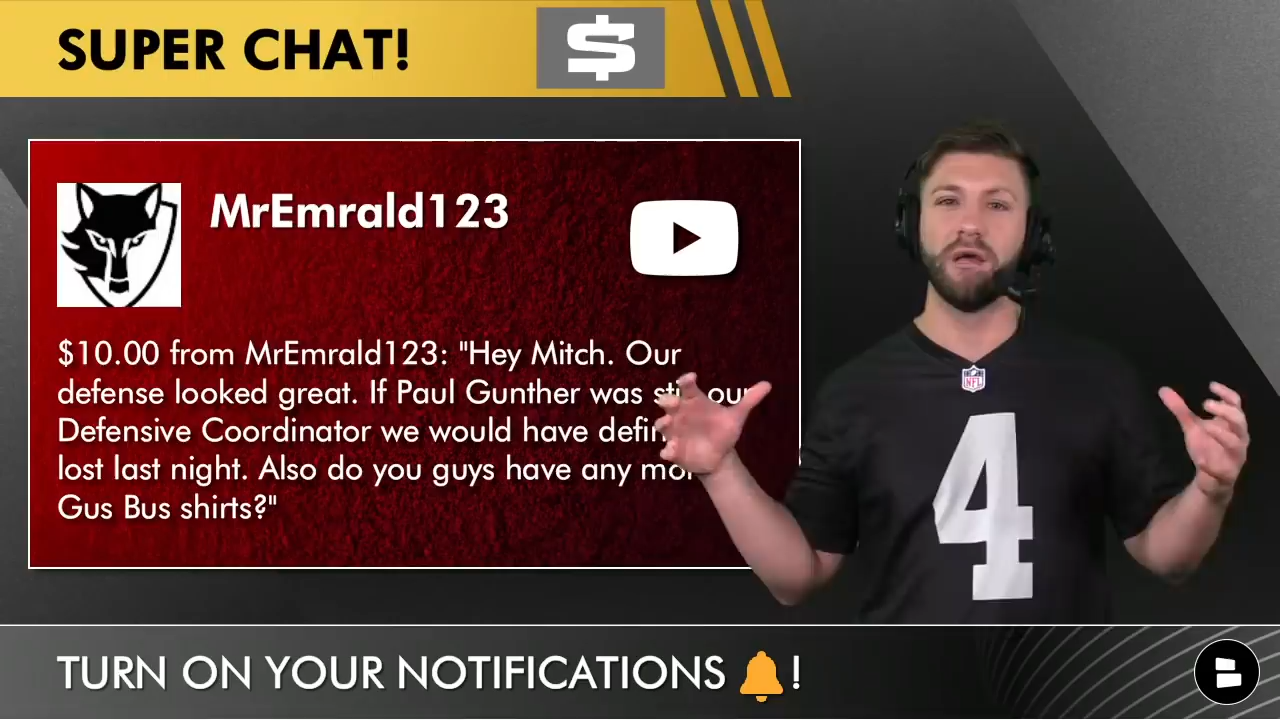 SUPER CHAT!
MrEmrald123
$10.00 from MrEmrald123: "Hey Mitch. Our
defense looked great. If Paul Gunther was
Defensive Coordinator we would have
lost last night. Also do you guys have any
Gus Bus shirts?"
NFL
4
TURN ON YOUR NOTIFICATIONS 🔔!